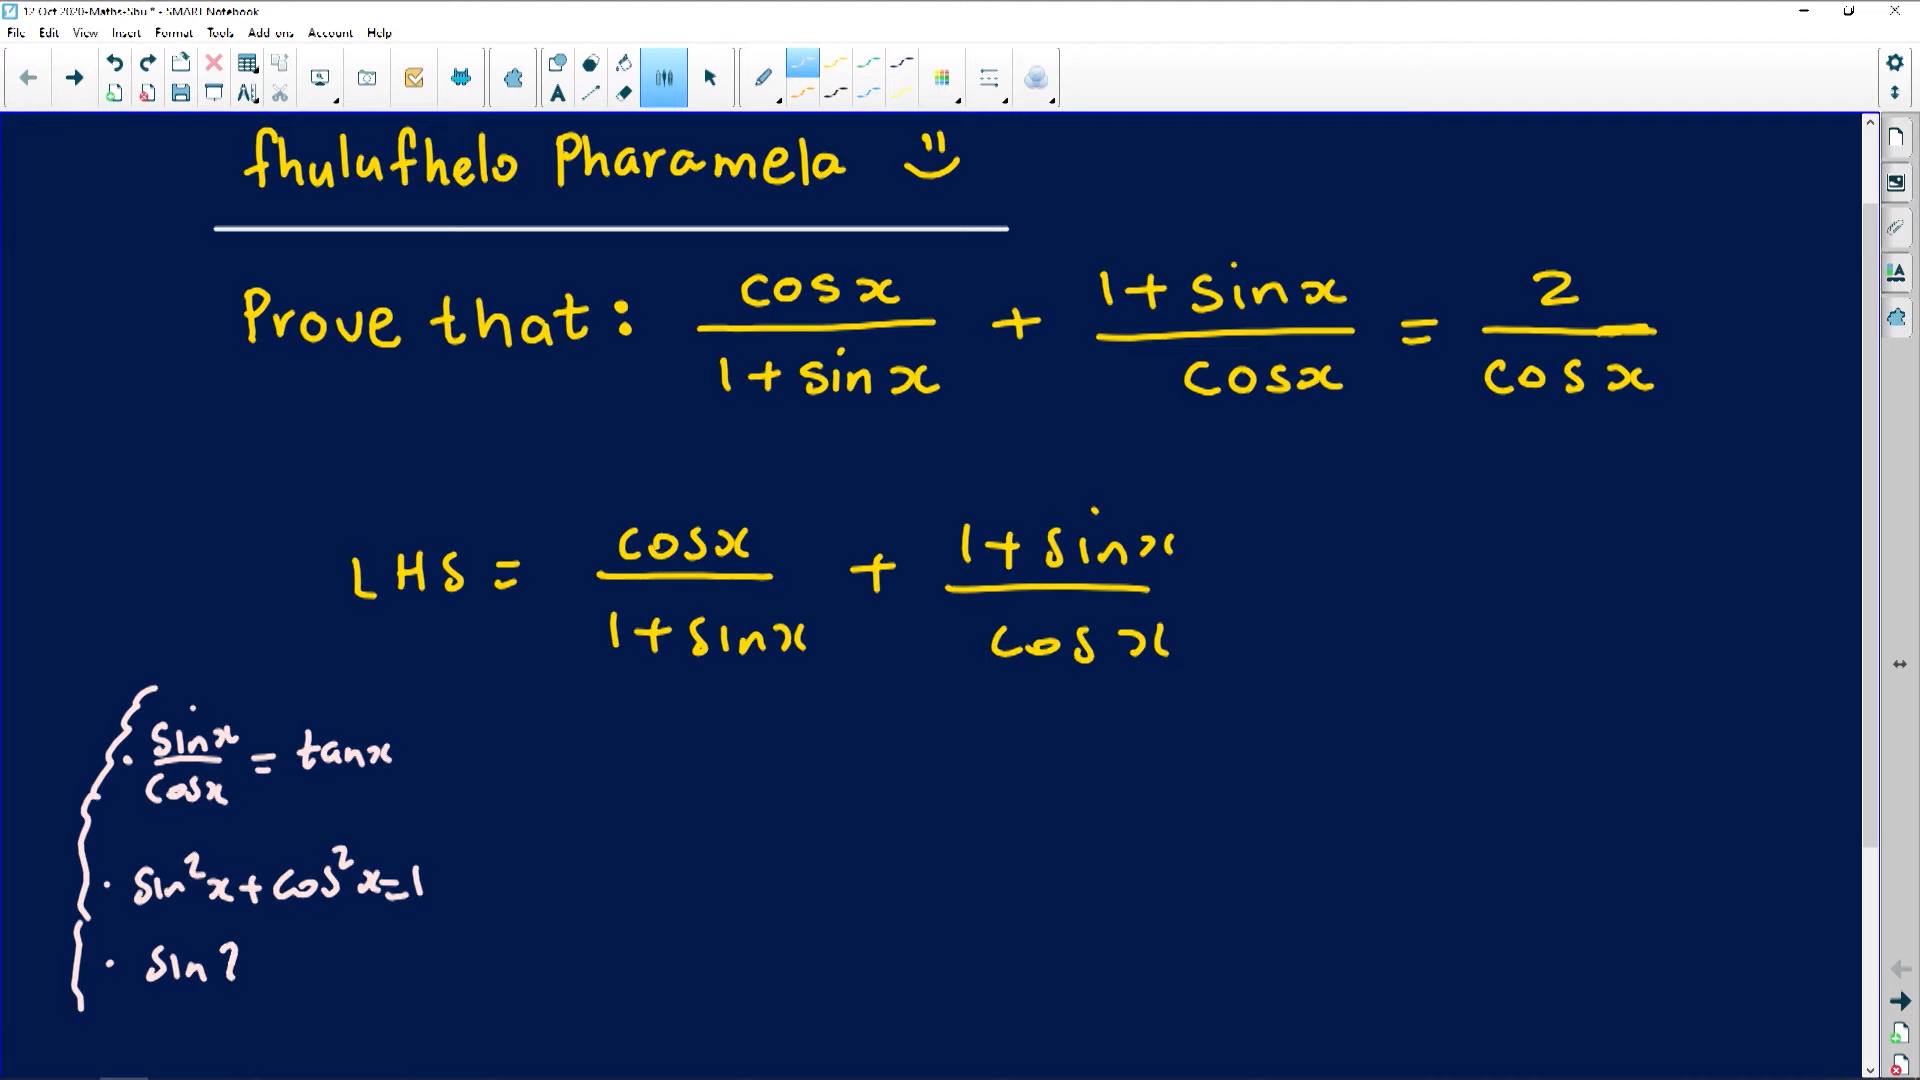 12 Oct 2020-Maths-Sbu * - SMART Notebook
File Edit View Insert Format Tools Add-ons Account Help
fhulufhelo Pharamela
Prove that: cosx/1+sinx + 1+sinx/cosx = 2/cosx
LHS = cosx/1+sinx + 1+sinx/cosx
· sinx/cosx = tanx
· sin²x+cos²x=1
· sin